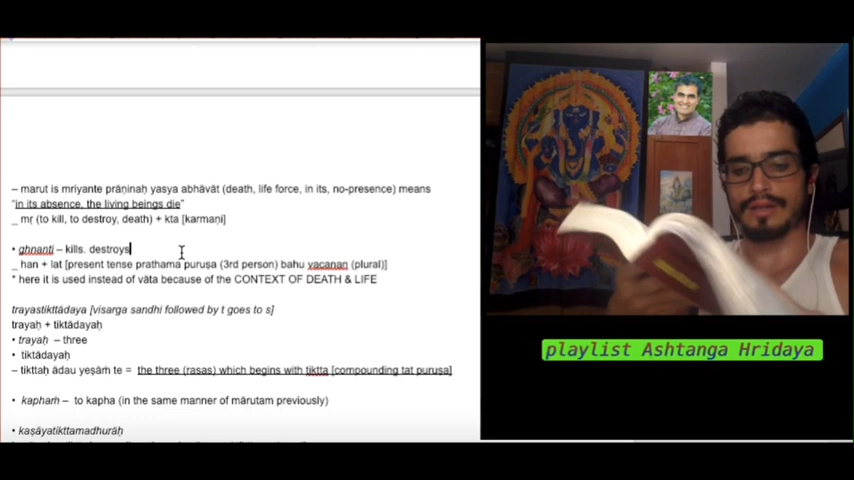 – marut is mriyante prāṇinaḥ yasya abhāvāt (death, life force, in its, no-presence) means
"in its absence, the living beings die"
_ mṛ (to kill, to destroy, death) + kta [karmaṇi]
• ghnanti – kills. destroys
_ han + lat [present tense prathama puruṣa (3rd person) bahu vacanan (plural)]
* here it is used instead of vāta because of the CONTEXT OF DEATH & LIFE
trayastikttādaya [visarga sandhi followed by t goes to s]
trayaḥ + tiktādayaḥ
• trayaḥ – three
• tiktādayaḥ
– tikttaḥ ādau yeṣāṁ te = the three (rasas) which begins with tiktta [compounding tat puruṣa]
• kaphaṁ – to kapha (in the same manner of mārutam previously)
• kaṣāyatikttamadhurāḥ
playlist Ashtanga Hridaya